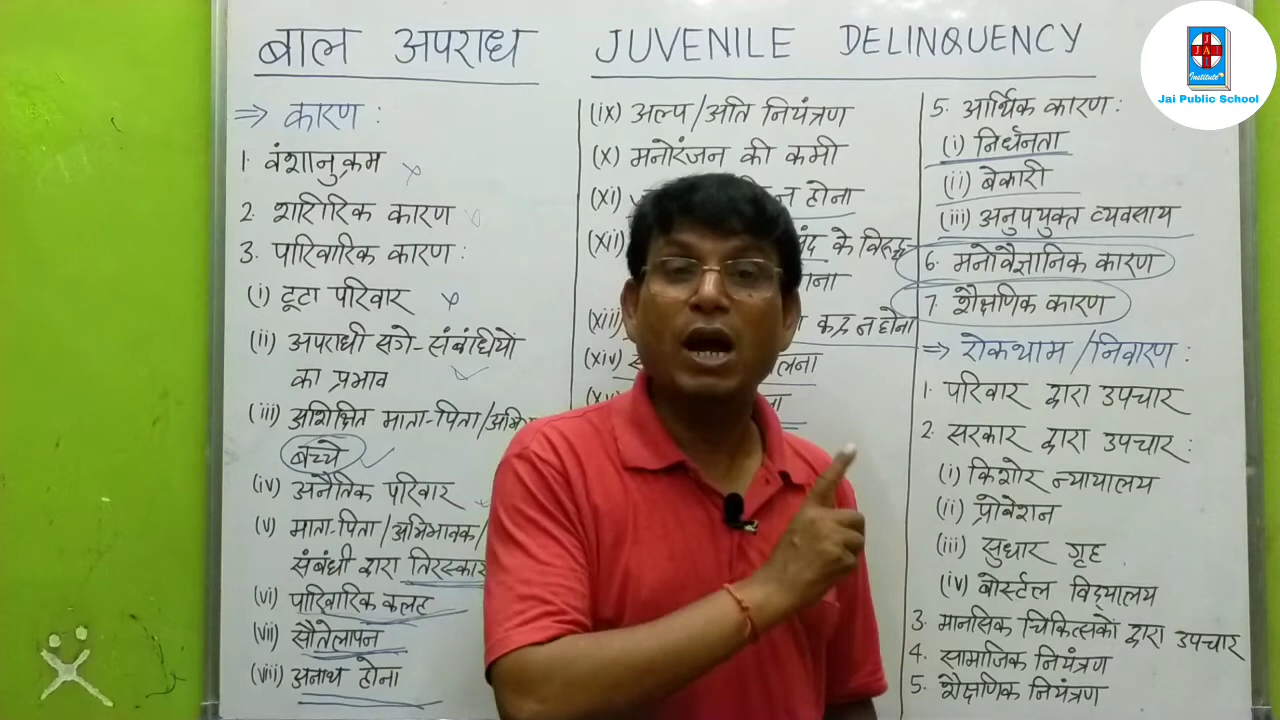 बाल अपराध
JUVENILE DELINQUENCY
⇒ कारण :
1. वंशानुक्रम
2. शारीरिक कारण
3. पारिवारिक कारण :
(i) टूटा परिवार
(ii) अपराधी सगे-संबंधीयों
का प्रभाव
(iii) अशिक्षित माता-पिता/
बच्चे
(iv) अनैतिक परिवार
(v) माता-पिता/अभिभावक/
संबंधी द्वारा तिरस्कार
(vi) पारिवारिक कलह
(vii) सौतेलापन
(viii) अनाथ होना
(ix) अल्प/अति नियंत्रण
(x) मनोरंजन की कमी
(xi) न होना
(xii) के विरूद्ध
(xiii) कद्र न होना
(xiv)
5. आर्थिक कारण :
(i) निर्धनता
(ii) बेकारी
(iii) अनुपयुक्त व्यवसाय
6. मनोवैज्ञानिक कारण
7. शैक्षणिक कारण
⇒ रोकथाम/निवारण :
1. परिवार द्वारा उपचार
2. सरकार द्वारा उपचार :
(i) किशोर न्यायालय
(ii) प्रोबेशन
(iii) सुधार गृह
(iv) बोर्स्टल विद्यालय
3. मानसिक चिकित्सकों द्वारा उपचार
4. सामाजिक नियंत्रण
5. शैक्षणिक नियंत्रण
JAI
Institute
Jai Public School